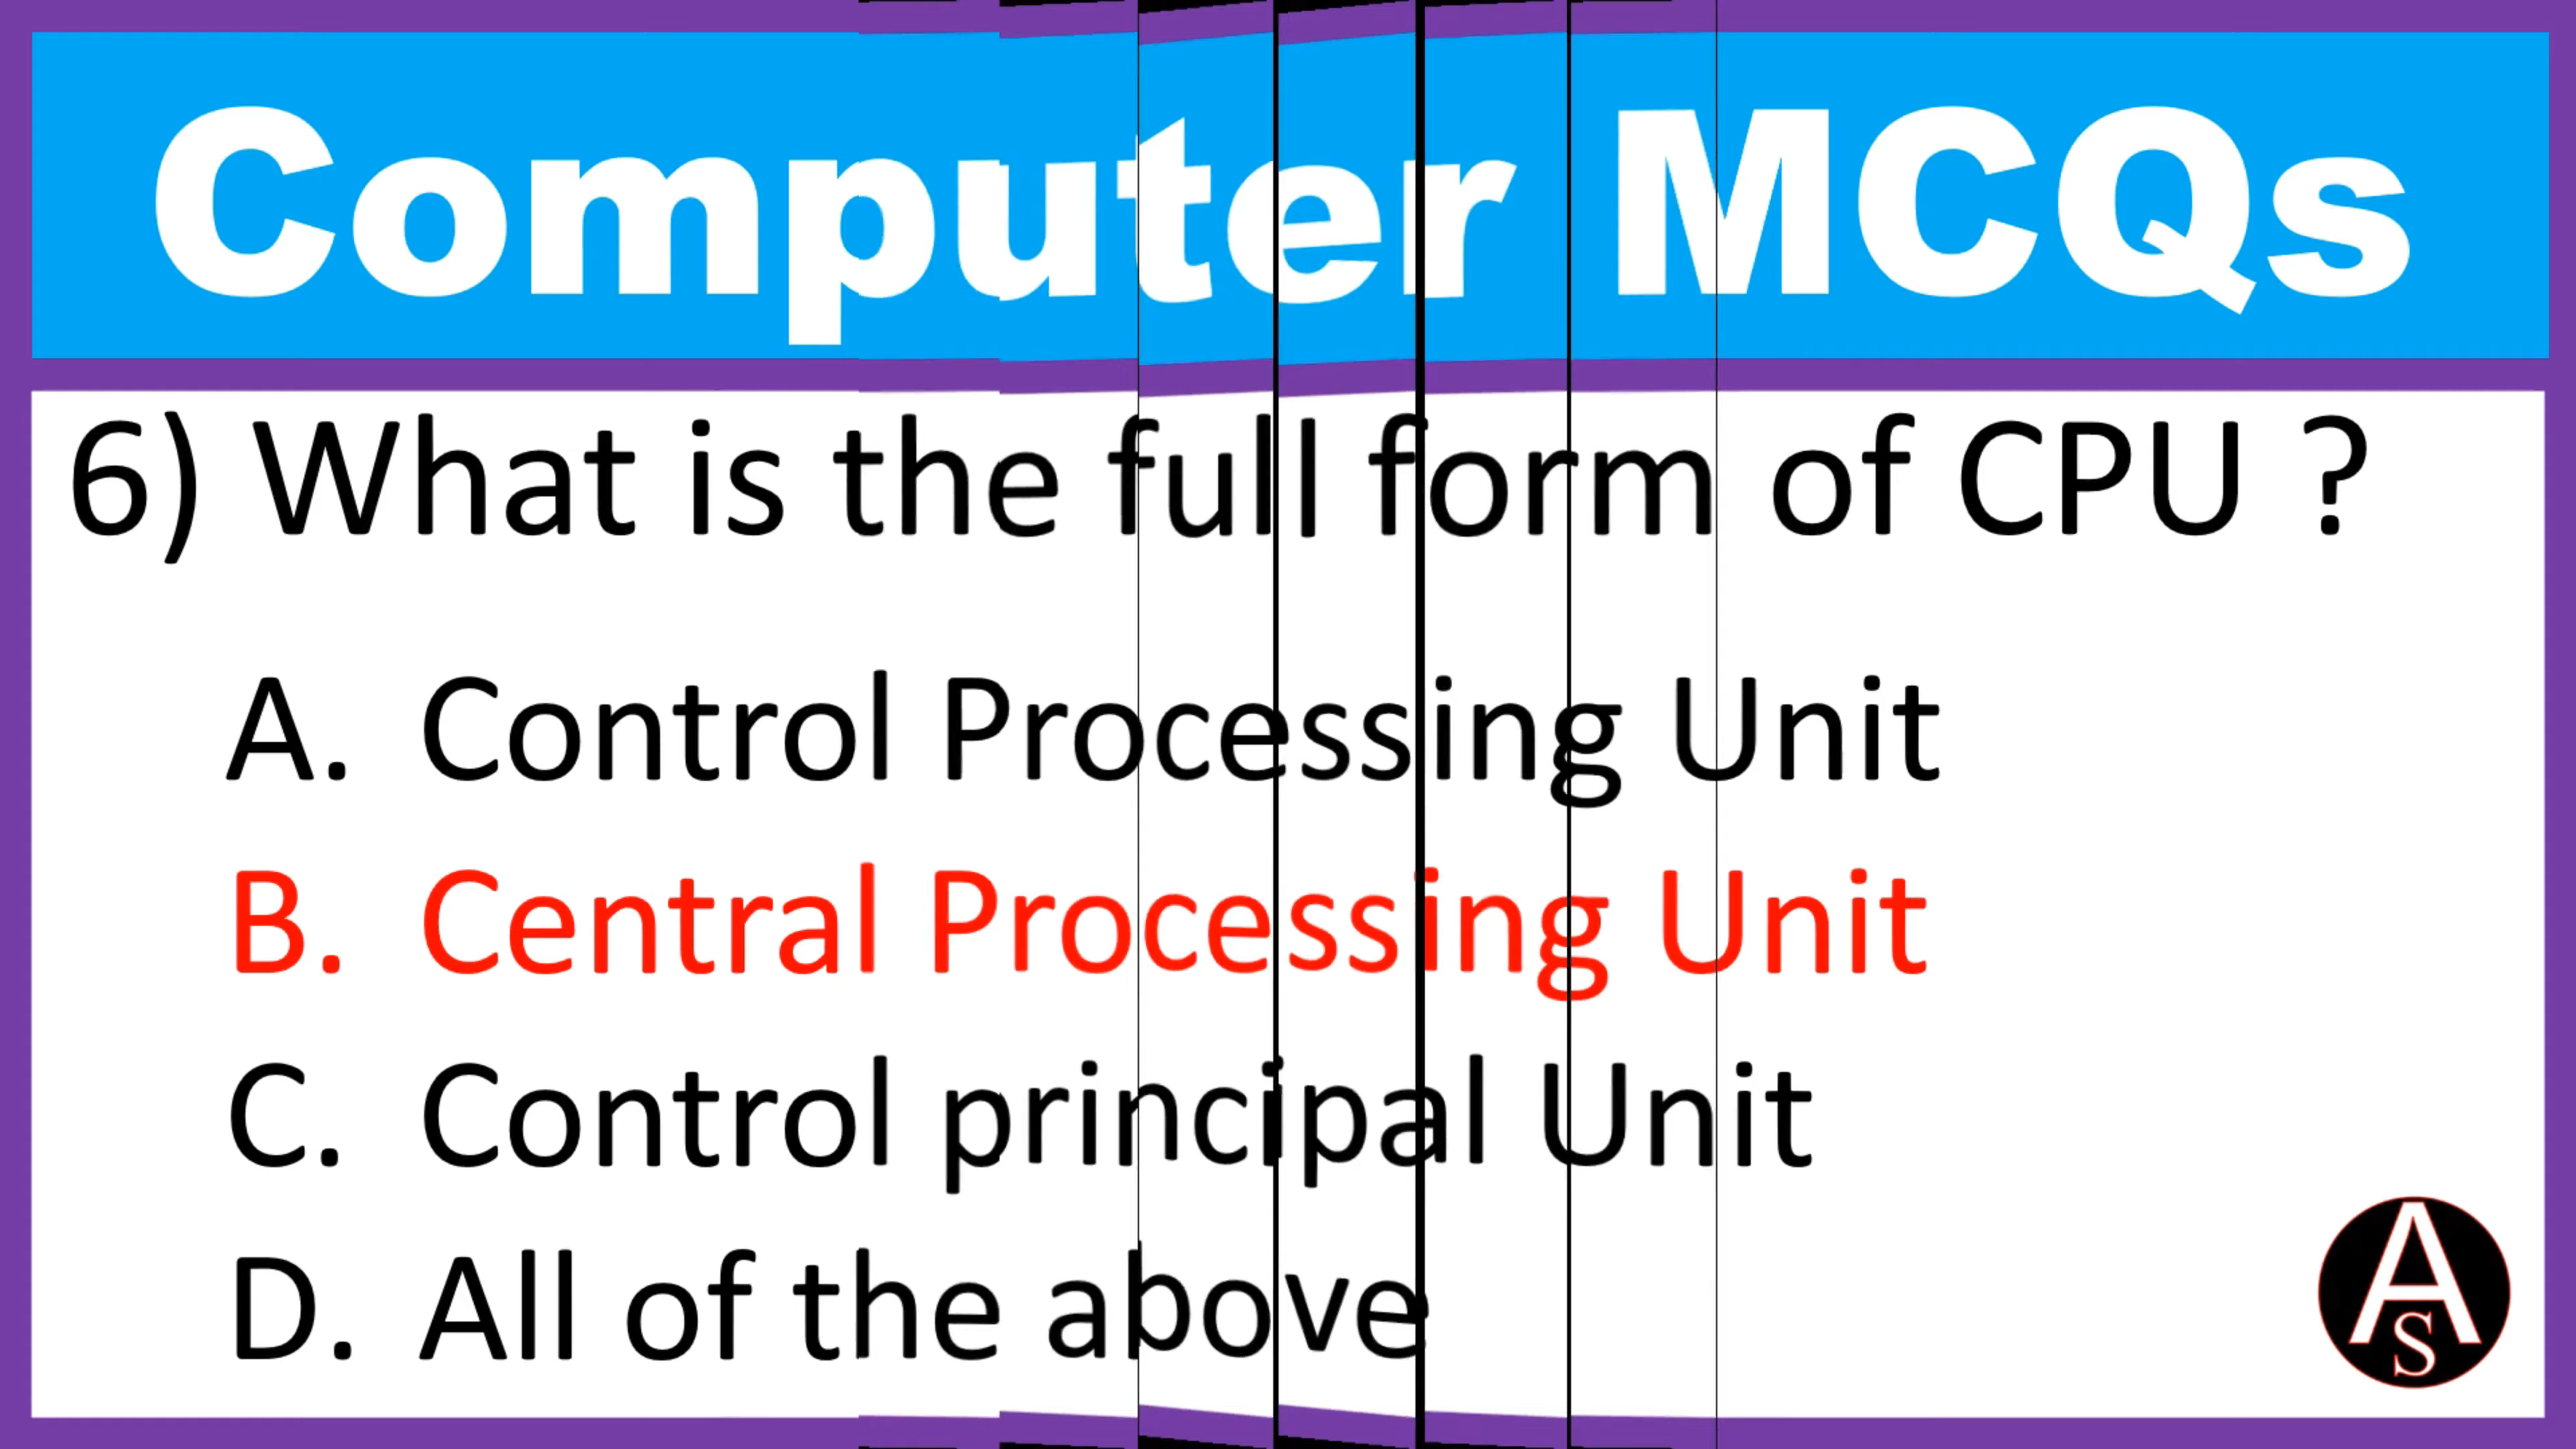 Computer MCQs
6) What is the full form of CPU ?
A. Control Processing Unit
B. Central Processing Unit
C. Control principal Unit
D. All of the above
A
S